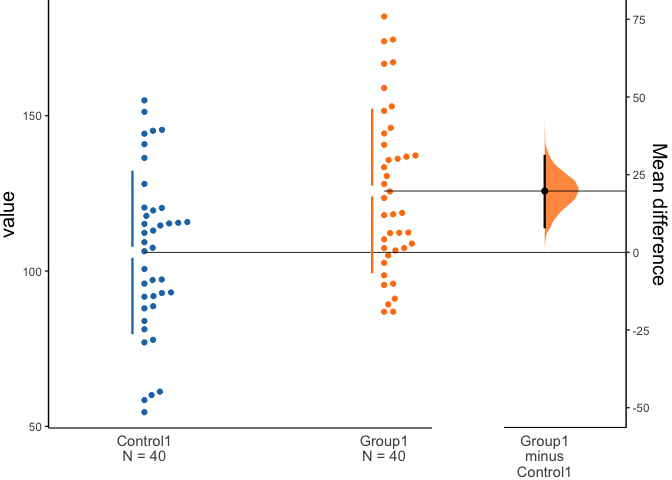 value
150
100
50
Control1
N = 40
Group1
N = 40
75
50
25
0
-25
-50
Mean difference
Group1
minus
Control1